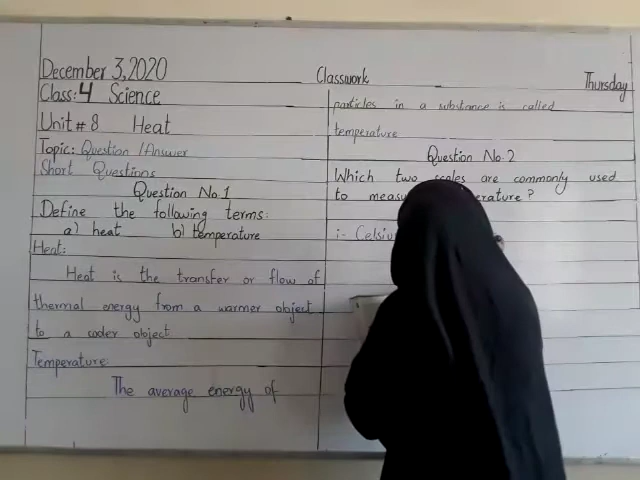 December 3,2020 Classwork Thursday
Class: 4 Science
Unit # 8 Heat
Topic: Question /Answer
Short Questions
Question No.1
Define the following terms:
a) heat b) temperature
Heat:
Heat is the transfer or flow of
thermal energy from a warmer object
to a coder object
Temperature:
The average energy of
particles in a substance is called
temperature
Question No.2
Which two scales are commonly used
to erature?
i:-